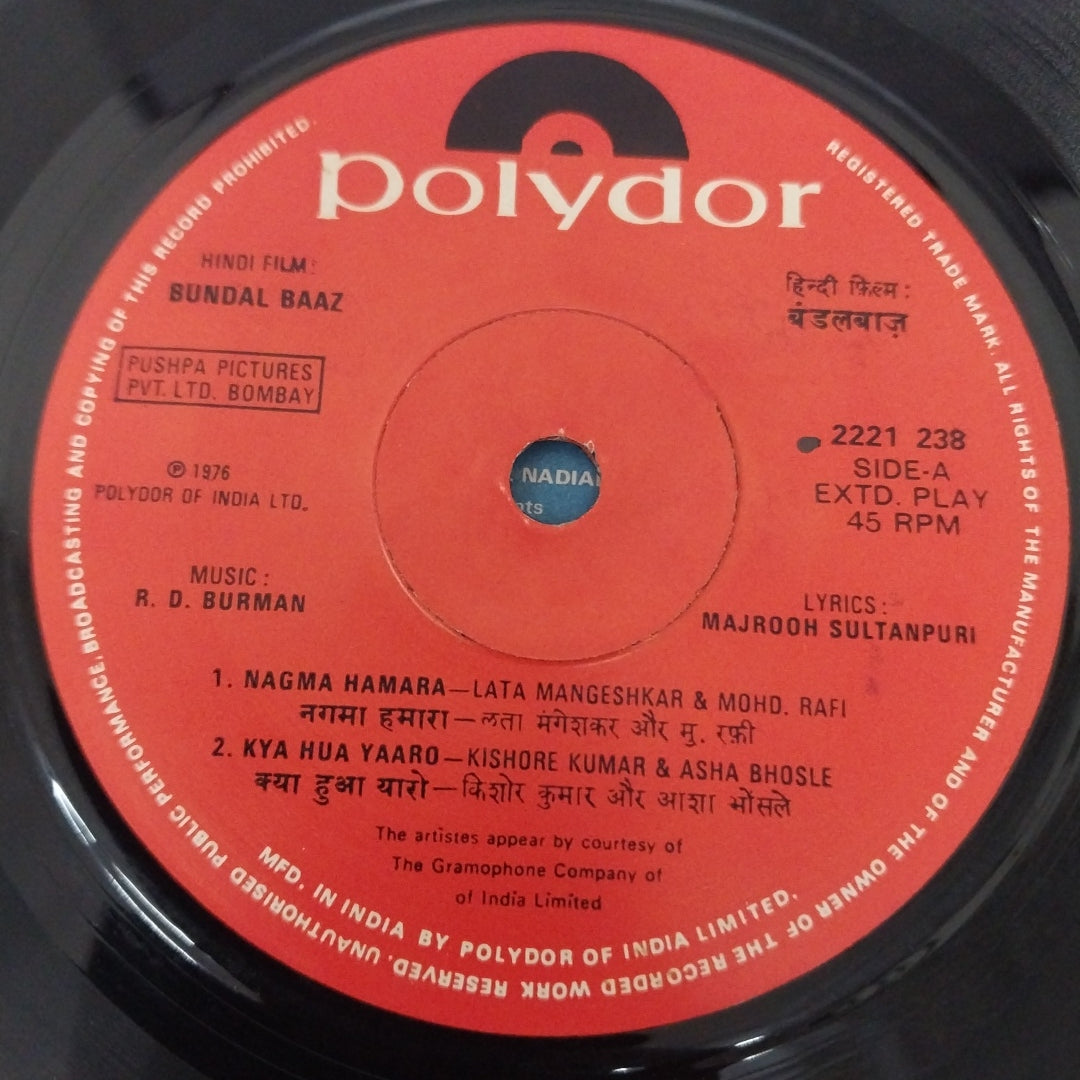 polydor
HINDI FILM:
BUNDAL BAAZ
हिन्दी फ़िल्म :
बंडलबाज़
PUSHPA PICTURES
PVT. LTD. BOMBAY
2221 238
SIDE-A
EXTD. PLAY
45 RPM
℗ 1976
POLYDOR OF INDIA LTD.
NADIA
MUSIC :
R. D. BURMAN
LYRICS :
MAJROOH SULTANPURI
1. NAGMA HAMARA—LATA MANGESHKAR & MOHD. RAFI
नगमा हमारा—लता मंगेशकर और मु. रफ़ी
2. KYA HUA YAARO—KISHORE KUMAR & ASHA BHOSLE
क्या हुआ यारो—किशोर कुमार और आशा भोंसले
The artistes appear by courtesy of
The Gramophone Company of
of India Limited
MFD. IN INDIA BY POLYDOR OF INDIA LIMITED.
REGISTERED TRADE MARK. ALL RIGHTS OF THE MANUFACTURER AND OF THE OWNER OF THE RECORDED WORK RESERVED. UNAUTHORISED PUBLIC PERFORMANCE, BROADCASTING AND COPYING OF THIS RECORD PROHIBITED.